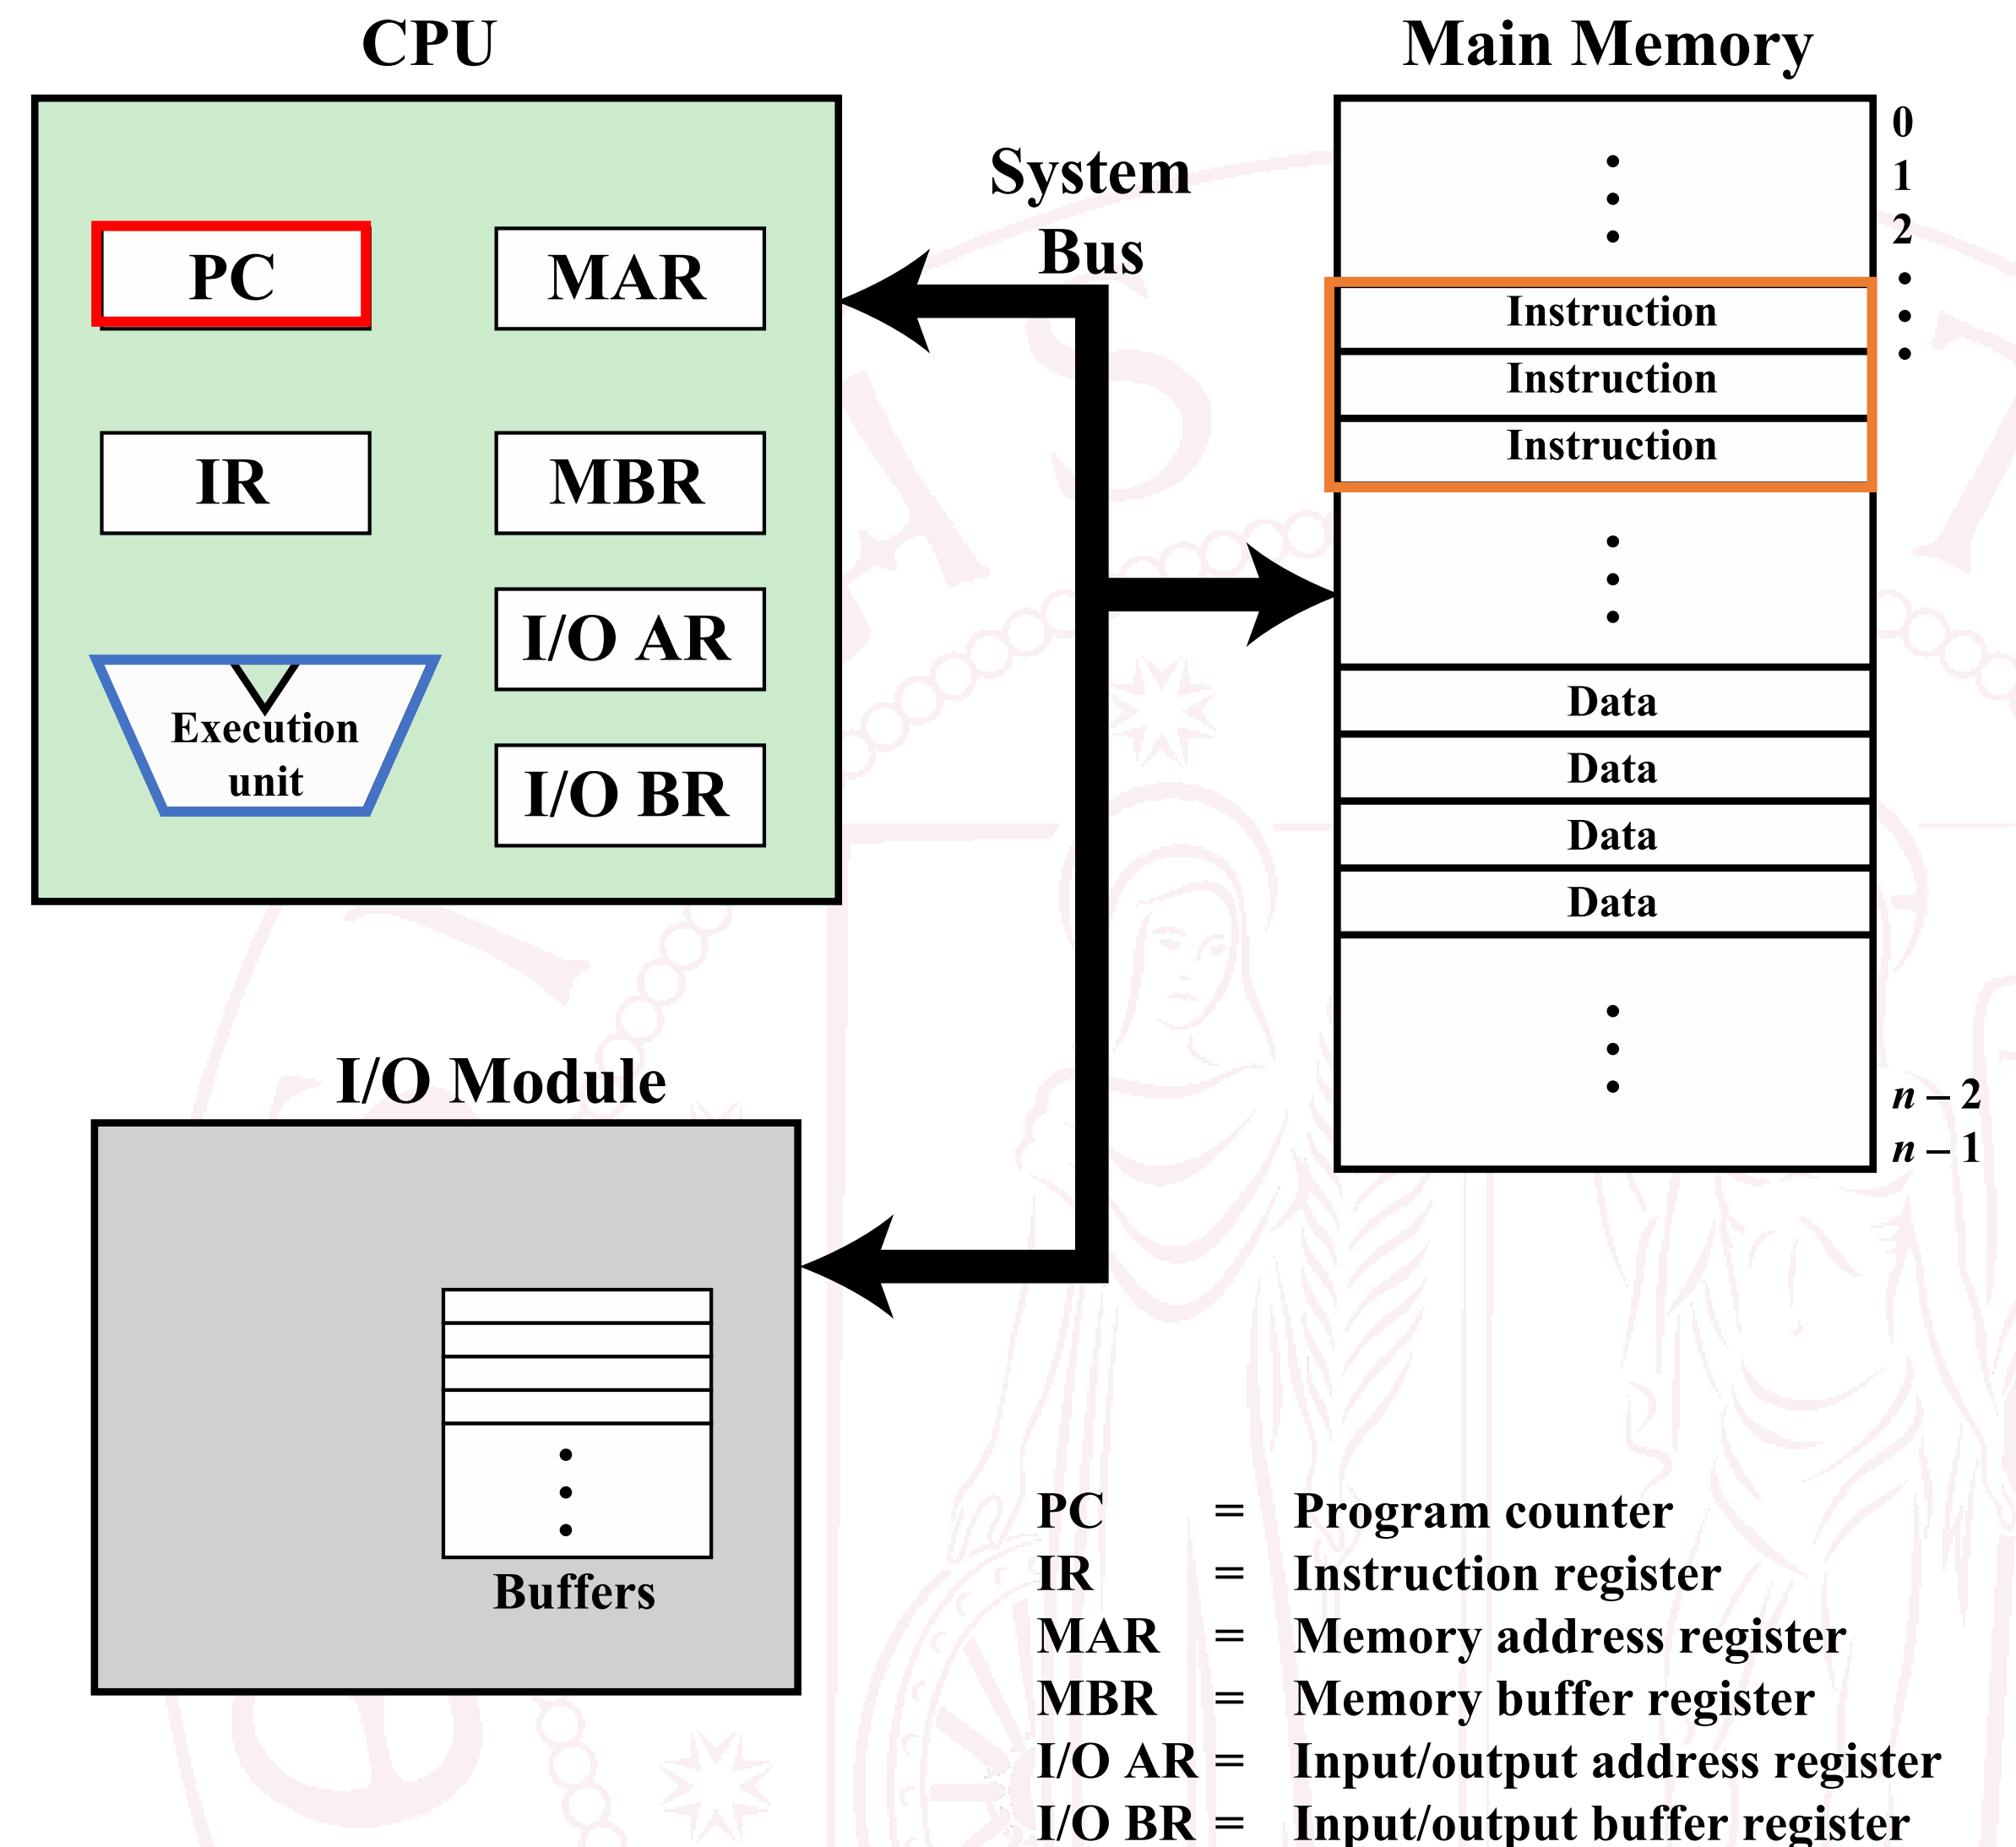 CPU
PC
MAR
IR
MBR
I/O AR
Execution
unit
I/O BR
System
Bus
Main Memory
0
1
2
Instruction
Instruction
Instruction
Data
Data
Data
Data
n – 2
n – 1
I/O Module
Buffers
PC = Program counter
IR = Instruction register
MAR = Memory address register
MBR = Memory buffer register
I/O AR = Input/output address register
I/O BR = Input/output buffer register